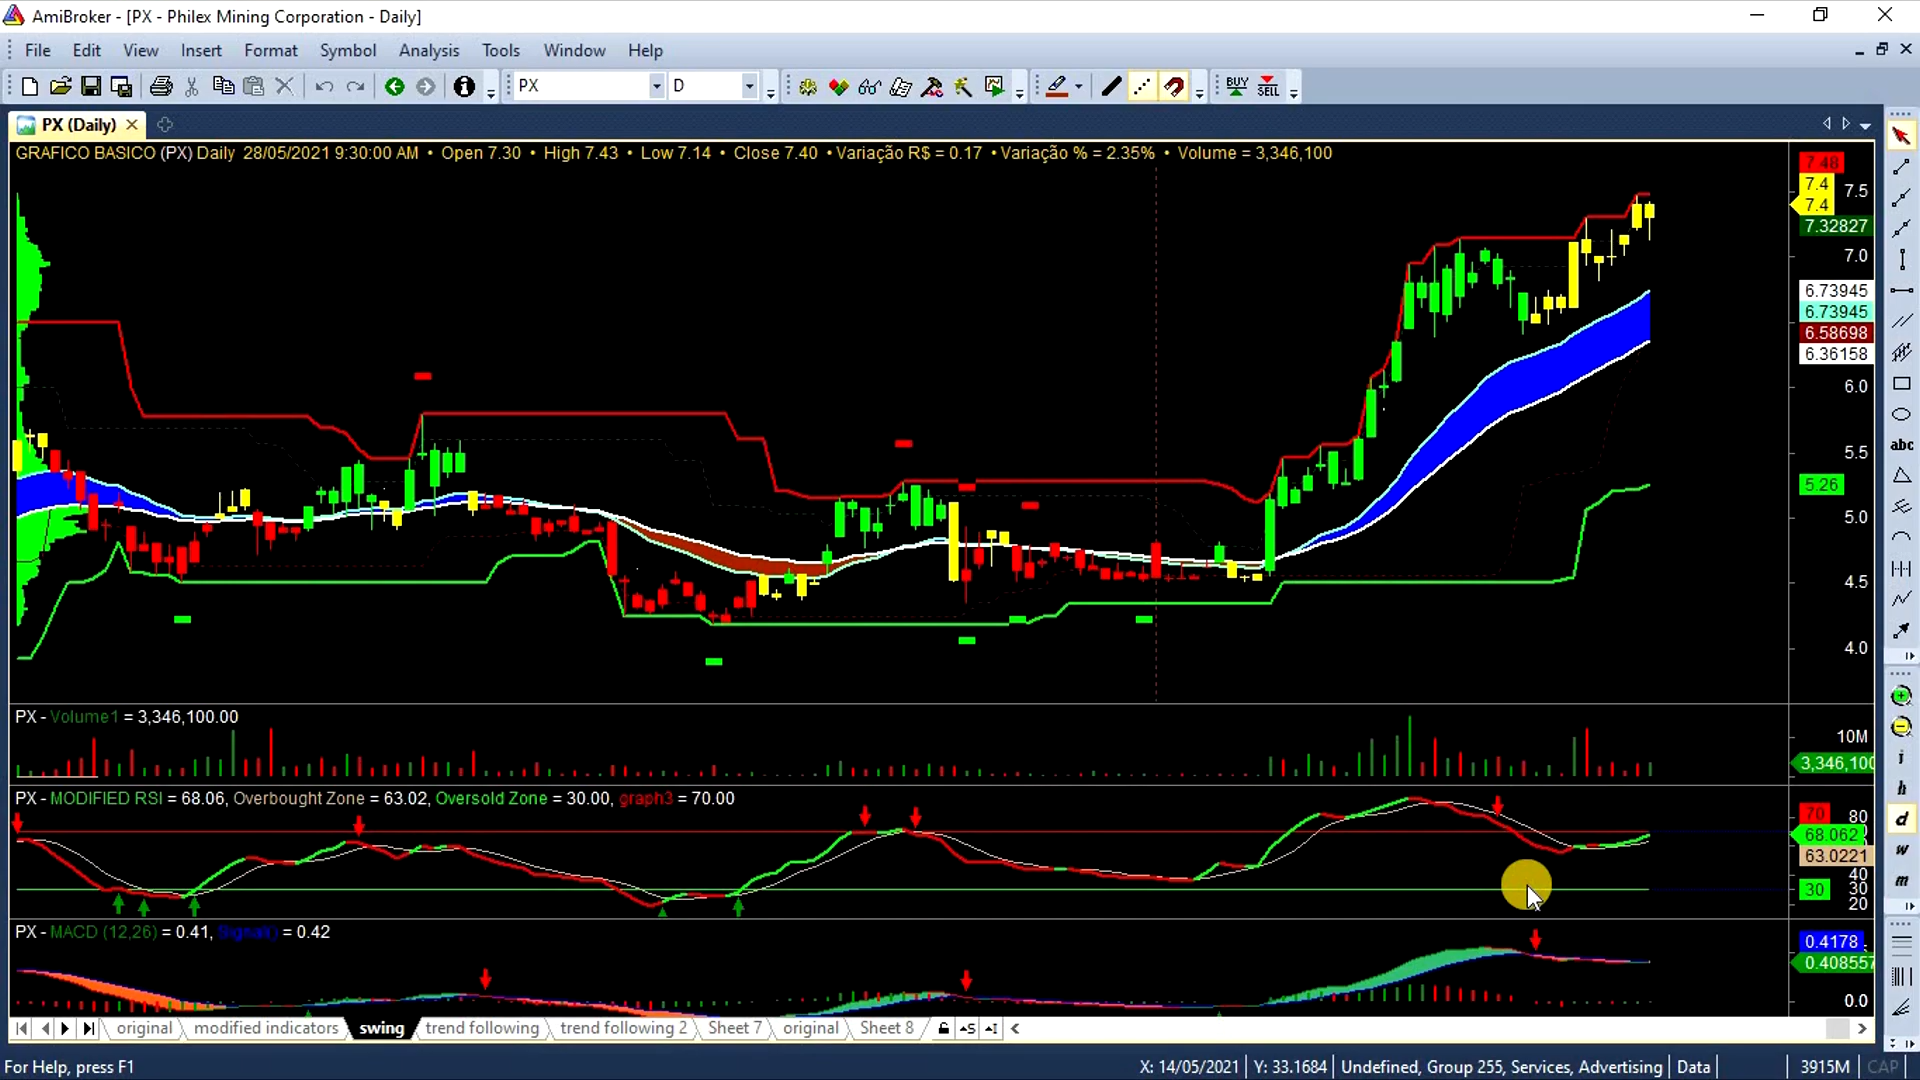 AmiBroker - [PX - Philex Mining Corporation - Daily]
File Edit View Insert Format Symbol Analysis Tools Window Help
PX D BUY SELL
PX (Daily)
GRAFICO BASICO (PX) Daily 28/05/2021 9:30:00 AM • Open 7.30 • High 7.43 • Low 7.14 • Close 7.40 • Variação R$ = 0.17 • Variação % = 2.35% • Volume = 3,346,100
7.48
7.4
7.5
7.4
7.32827
7.0
6.73945
6.73945
6.58698
6.36158
6.0
5.5
5.26
5.0
4.5
4.0
abc
PX - Volume1 = 3,346,100.00
10M
3,346,100
PX - MODIFIED RSI = 68.06, Overbought Zone = 63.02, Oversold Zone = 30.00, graph3 = 70.00
70
80
68.062
63.0221
40
30
30
20
i
h
d
w
m
PX - MACD (12,26) = 0.41, Signal() = 0.42
0.4178
0.408557
0.0
original modified indicators swing trend following trend following 2 Sheet 7 original Sheet 8 S I
For Help, press F1 X: 14/05/2021 Y: 33.1684 Undefined, Group 255, Services, Advertising Data 3915M CAP